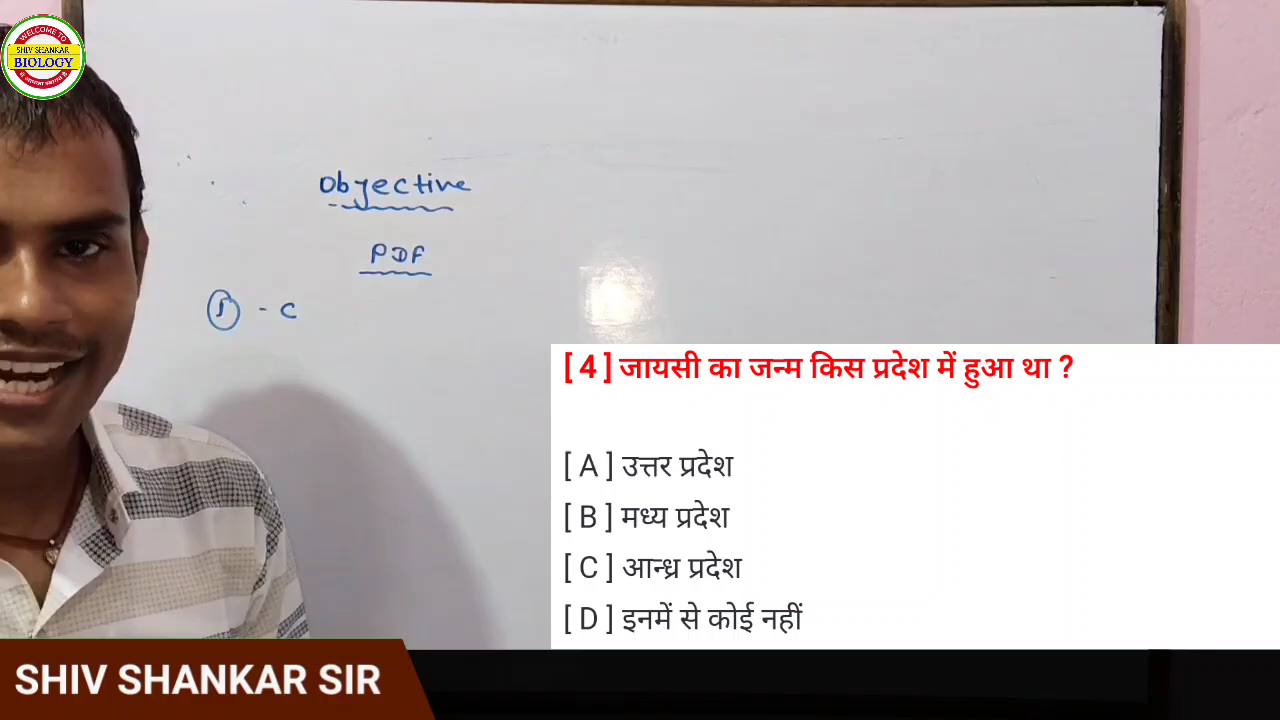 WELCOME TO
SHIV SHANKAR
BIOLOGY
Objective
PDF
1 - C
[ 4 ] जायसी का जन्म किस प्रदेश में हुआ था ?
[ A ] उत्तर प्रदेश
[ B ] मध्य प्रदेश
[ C ] आन्ध्र प्रदेश
[ D ] इनमें से कोई नहीं
SHIV SHANKAR SIR